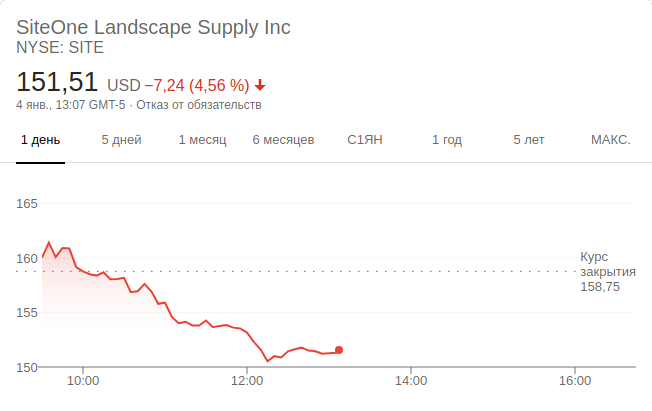 SiteOne Landscape Supply Inc
NYSE: SITE
151,51 USD −7,24 (4,56 %)
4 янв., 13:07 GMT-5 · Отказ от обязательств
1 день 5 дней 1 месяц 6 месяцев С1ЯН 1 год 5 лет МАКС.
165
160
155
150
Курс
закрытия
158,75
10:00 12:00 14:00 16:00